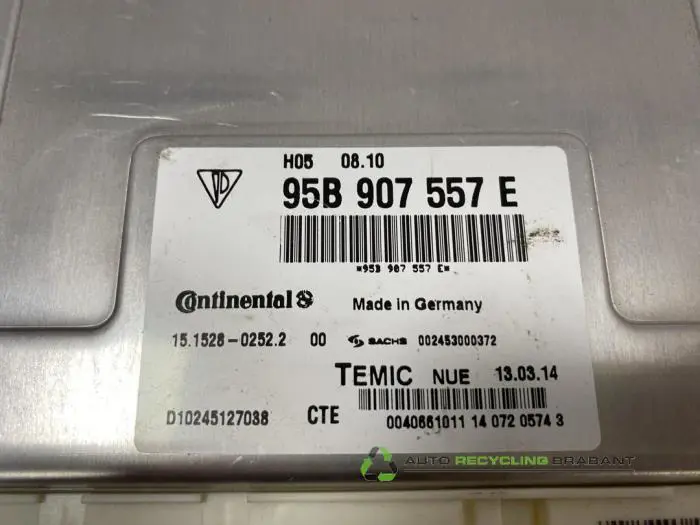 H05 08.10
95B 907 557 E
*95B 907 557 E*
Continental Made in Germany
15.1528-0252.2 00 SACHS 002453000372
TEMIC NUE 13.03.14
D10245127038 CTE 0040661011 14 072 0574 3
AUTO RECYCLING BRABANT